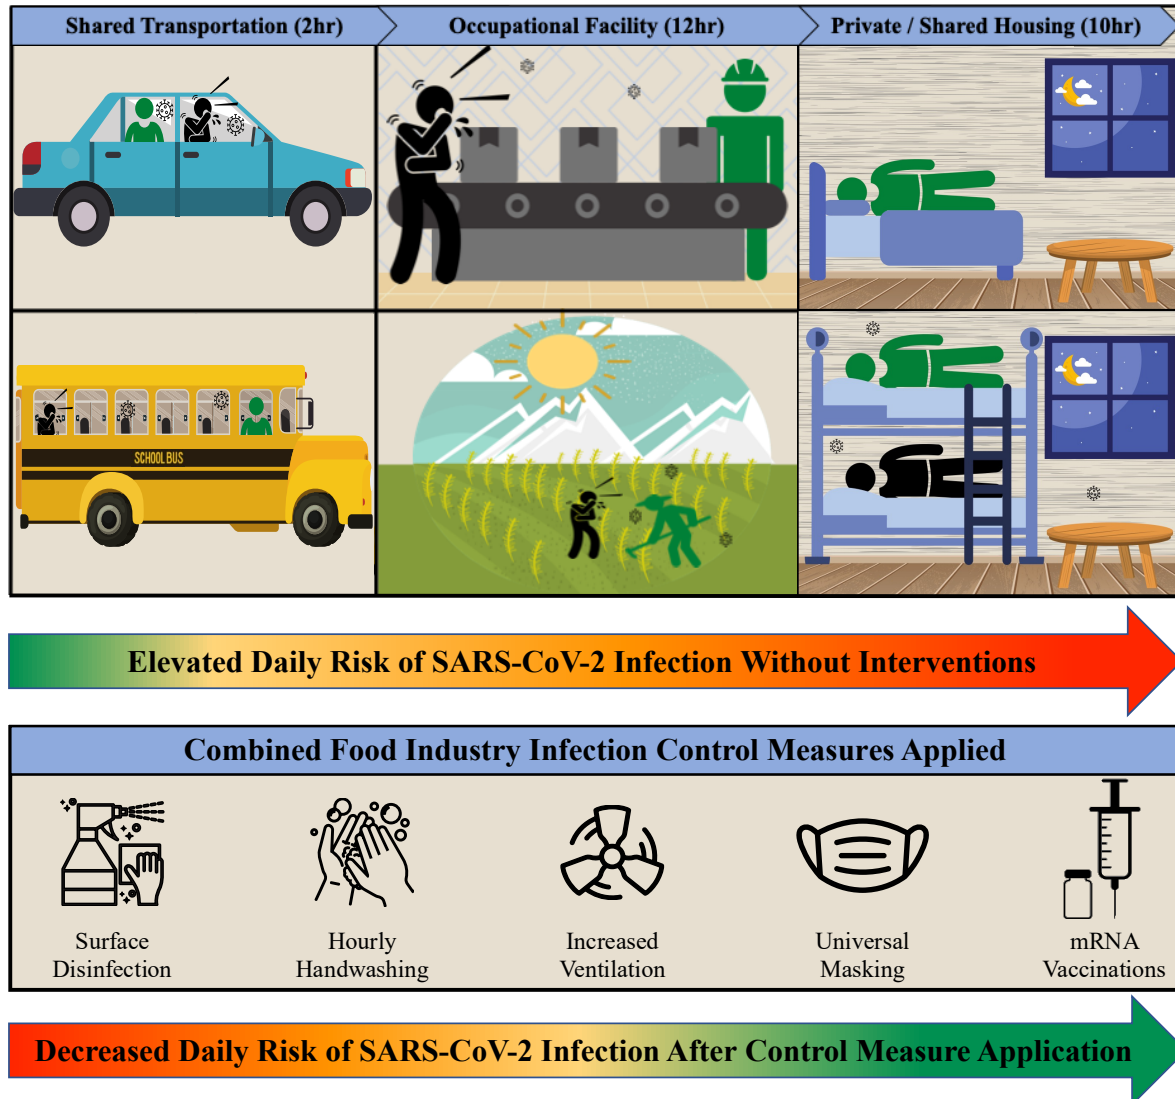 Shared Transportation (2hr)
Occupational Facility (12hr)
Private / Shared Housing (10hr)
SCHOOL BUS
Elevated Daily Risk of SARS-CoV-2 Infection Without Interventions
Combined Food Industry Infection Control Measures Applied
Surface
Disinfection
Hourly
Handwashing
Increased
Ventilation
Universal
Masking
mRNA
Vaccinations
Decreased Daily Risk of SARS-CoV-2 Infection After Control Measure Application